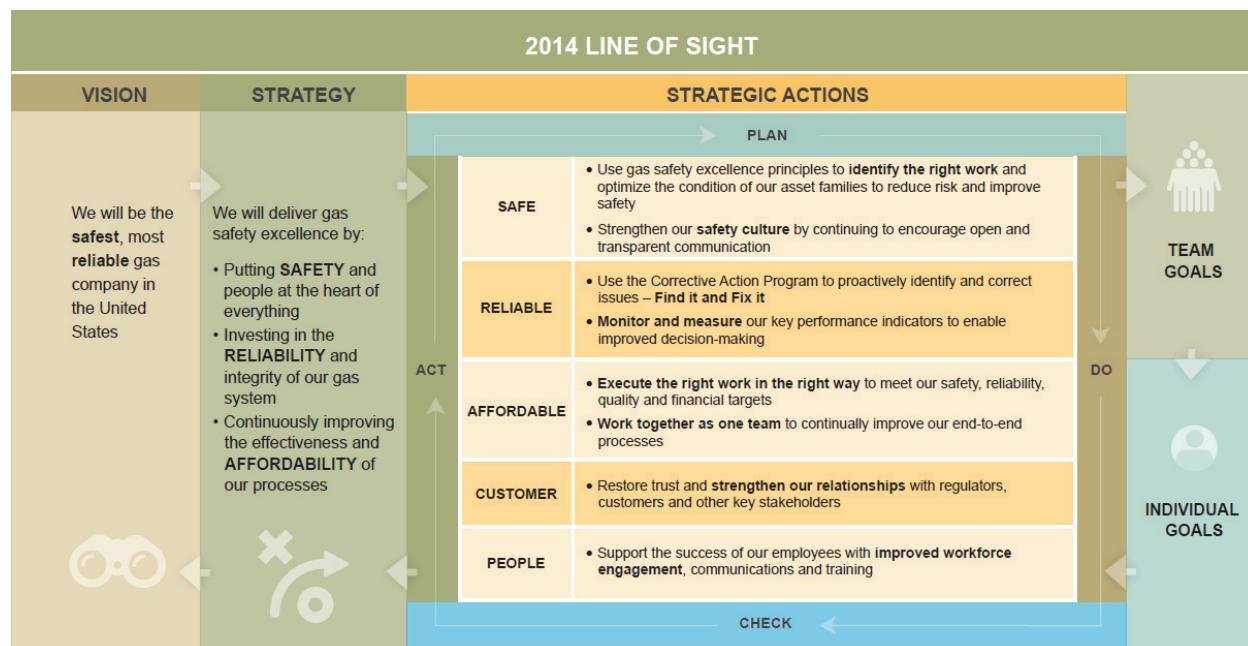 2014 LINE OF SIGHT
VISION
We will be the
safest, most
reliable gas
company in
the United
States
STRATEGY
We will deliver gas
safety excellence by:
• Putting SAFETY and
people at the heart of
everything
• Investing in the
RELIABILITY and
integrity of our gas
system
• Continuously improving
the effectiveness and
AFFORDABILITY of
our processes
STRATEGIC ACTIONS
PLAN
ACT
SAFE
• Use gas safety excellence principles to identify the right work and
optimize the condition of our asset families to reduce risk and improve
safety
• Strengthen our safety culture by continuing to encourage open and
transparent communication
RELIABLE
• Use the Corrective Action Program to proactively identify and correct
issues – Find it and Fix it
• Monitor and measure our key performance indicators to enable
improved decision-making
AFFORDABLE
• Execute the right work in the right way to meet our safety, reliability,
quality and financial targets
• Work together as one team to continually improve our end-to-end
processes
CUSTOMER
• Restore trust and strengthen our relationships with regulators,
customers and other key stakeholders
PEOPLE
• Support the success of our employees with improved workforce
engagement, communications and training
DO
CHECK
TEAM
GOALS
INDIVIDUAL
GOALS